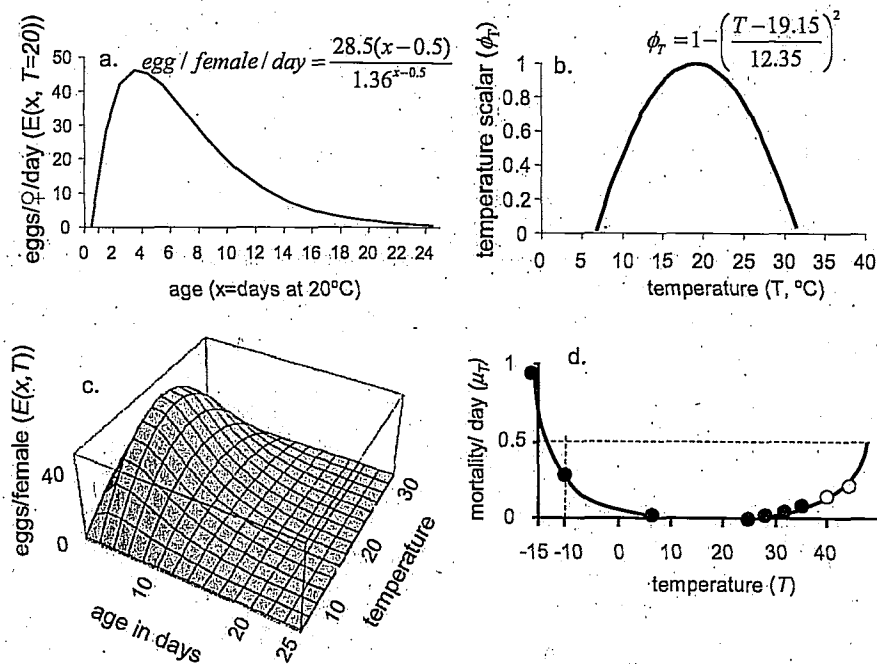 a.
egg / female / day = 28.5(x−0.5) / 1.36^{x−0.5}
eggs/♀/day (E(x, T=20))
50
40
30
20
10
0
0 2 4 6 8 10 12 14 16 18 20 22 24
age (x=days at 20°C)
b.
ϕ_T = 1−((T−19.15)/12.35)^2
temperature scalar (ϕ_T)
1
0.8
0.6
0.4
0.2
0
0 5 10 15 20 25 30 35 40
temperature (T, °C)
c.
eggs/female (E(x,T))
40
0
10
20
25
age in days
10
20
30
temperature
d.
mortality/ day (μ_T)
1
0.5
0
-15 -10 0 10 20 30 40
temperature (T)